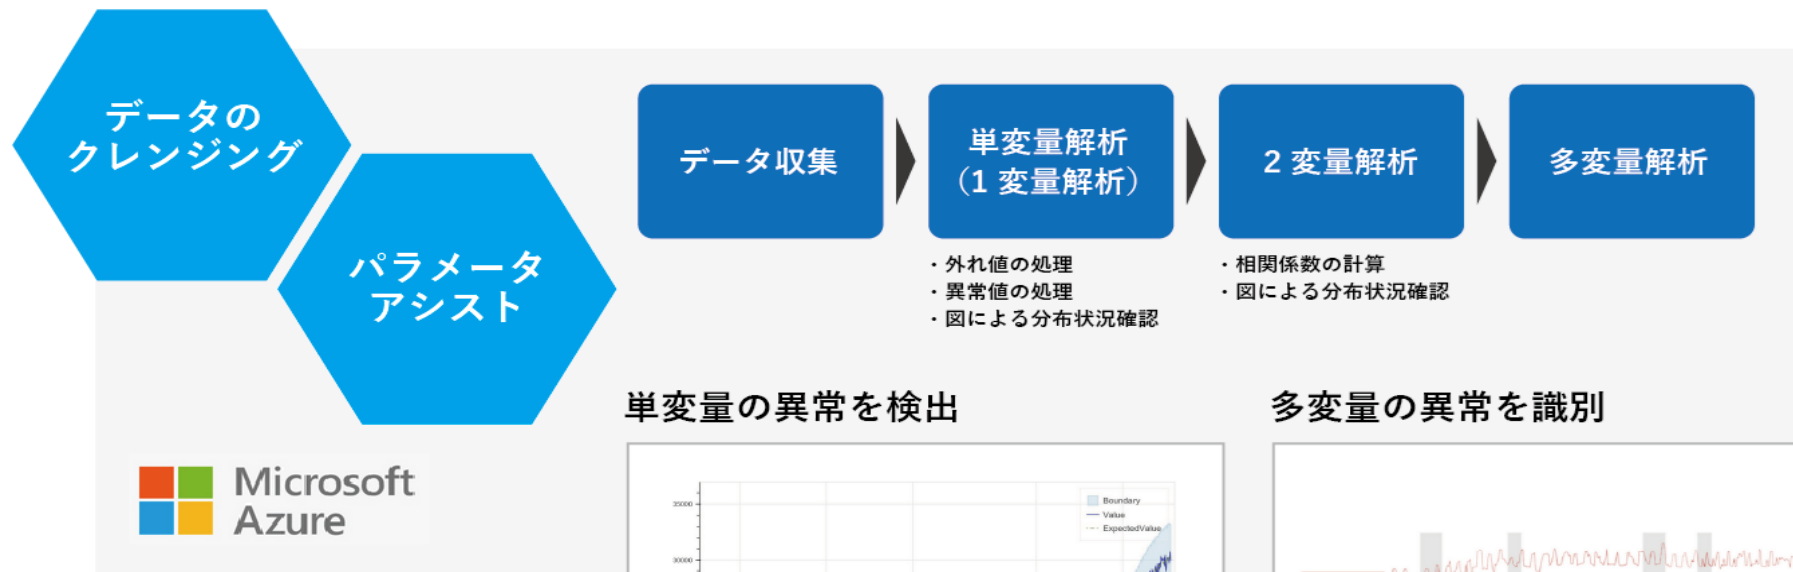 データの
クレンジング
パラメータ
アシスト
データ収集
単変量解析
（1 変量解析）
2 変量解析
多変量解析
・外れ値の処理
・異常値の処理
・図による分布状況確認
・相関係数の計算
・図による分布状況確認
単変量の異常を検出
多変量の異常を識別
Microsoft
Azure
35000
30000
Boundary
Value
ExpectedValue